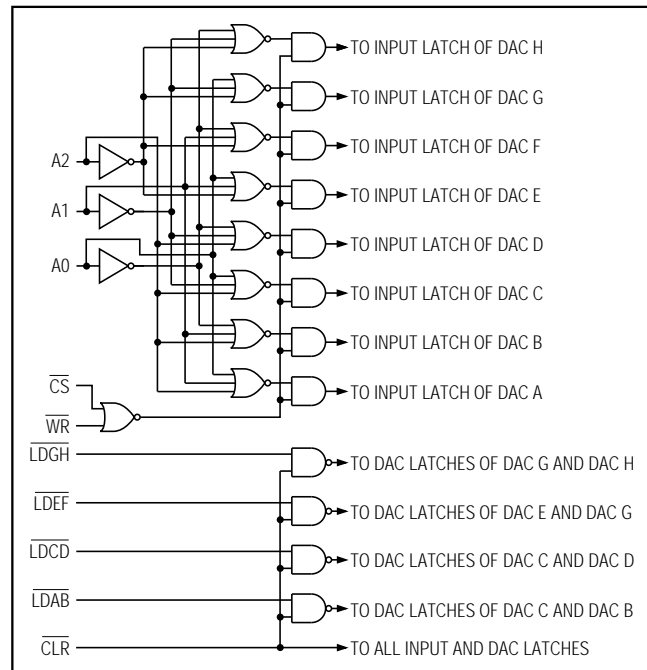 TO INPUT LATCH OF DAC H
TO INPUT LATCH OF DAC G
TO INPUT LATCH OF DAC F
A2
TO INPUT LATCH OF DAC E
A1
TO INPUT LATCH OF DAC D
A0
TO INPUT LATCH OF DAC C
TO INPUT LATCH OF DAC B
CS
TO INPUT LATCH OF DAC A
WR
LDGH
TO DAC LATCHES OF DAC G AND DAC H
LDEF
TO DAC LATCHES OF DAC E AND DAC G
LDCD
TO DAC LATCHES OF DAC C AND DAC D
LDAB
TO DAC LATCHES OF DAC C AND DAC B
CLR
TO ALL INPUT AND DAC LATCHES